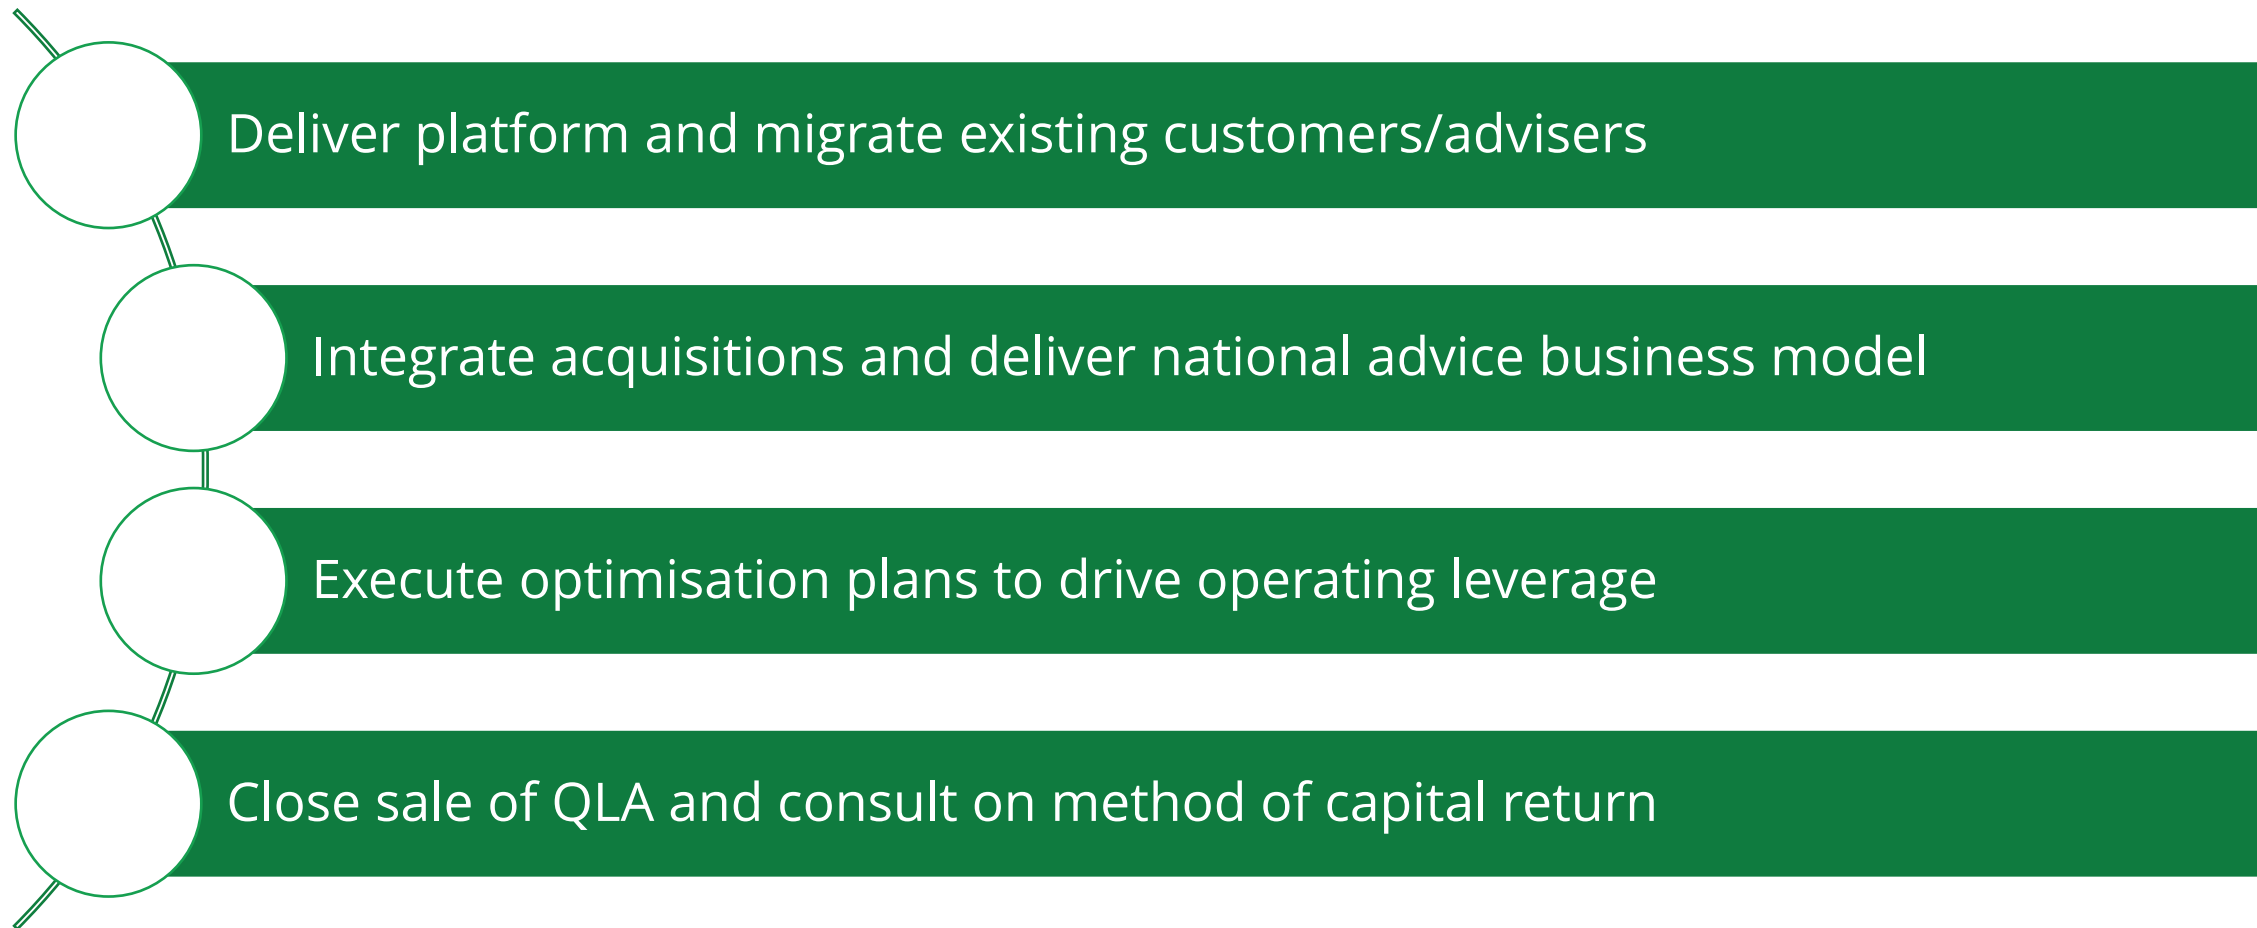 Deliver platform and migrate existing customers/advisers
Integrate acquisitions and deliver national advice business model
Execute optimisation plans to drive operating leverage
Close sale of QLA and consult on method of capital return